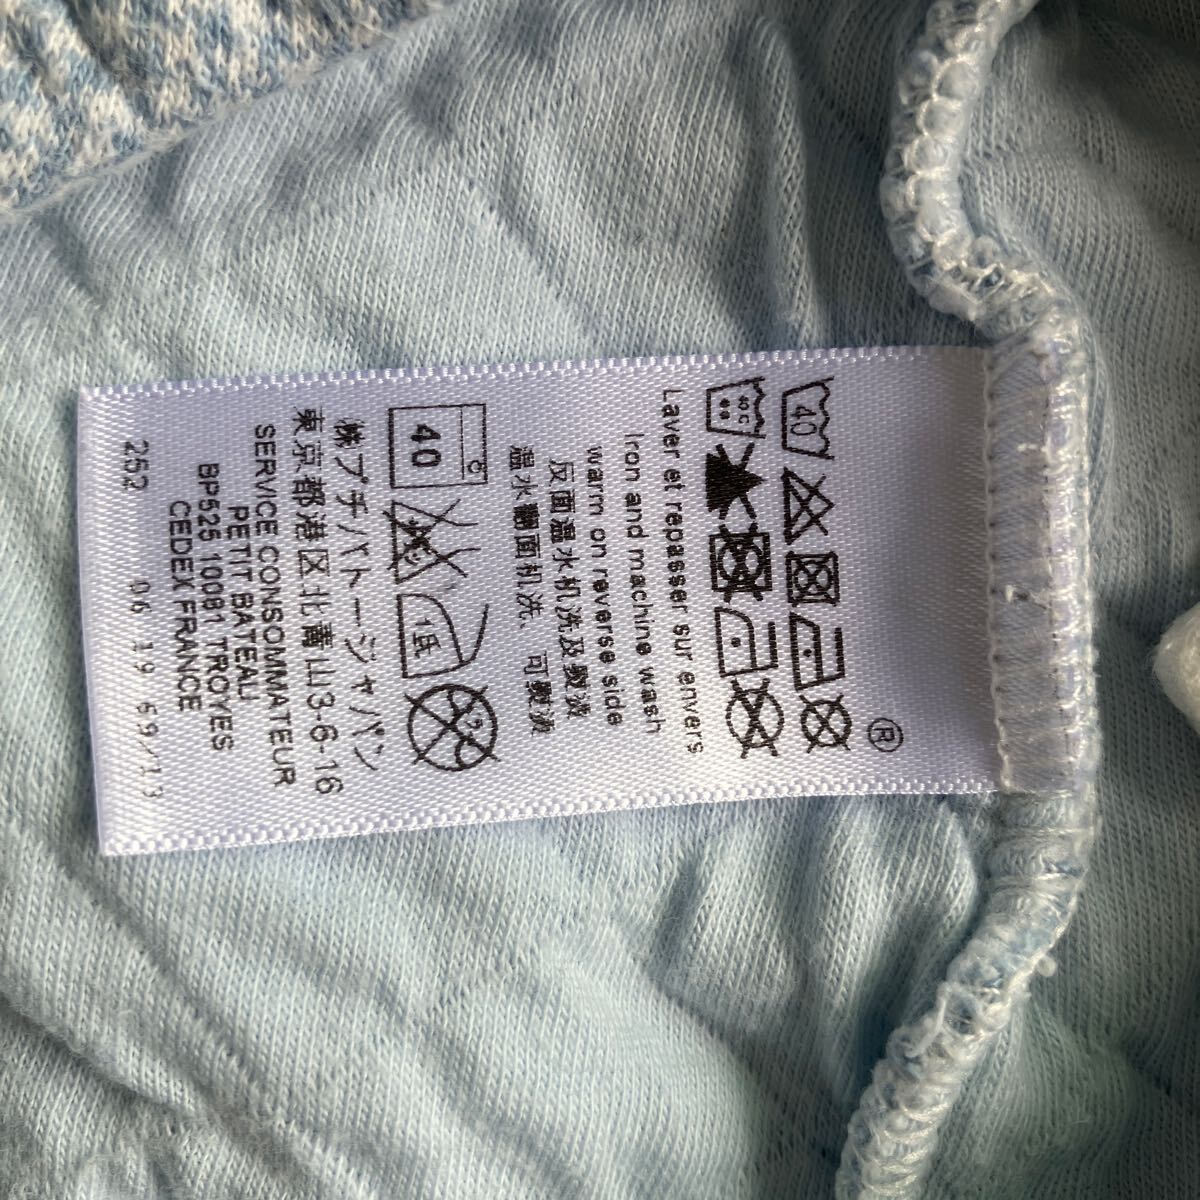 ®
40
40 C
Laver et repasser sur envers
Iron and machine wash
warm on reverse side
反面温水机洗及熨烫
温水翻面机洗、可熨烫
40
低
㈱プチバトージャパン
東京都港区北青山3-6-16
SERVICE CONSOMMATEUR
PETIT BATEAU
BP525 10081 TROYES
CEDEX FRANCE
252 06 19 69/13